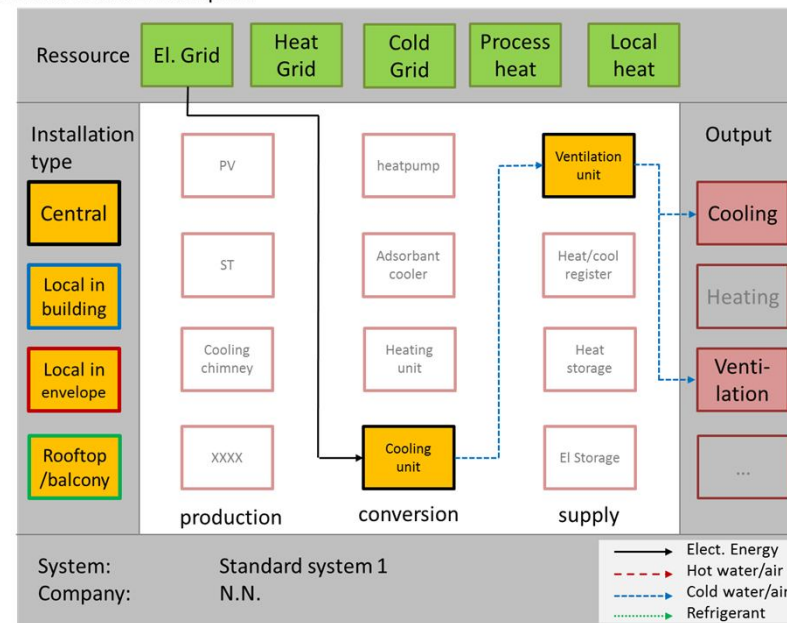 Ressource
El. Grid
Heat
Grid
Cold
Grid
Process
heat
Local
heat
Installation
type
Central
Local in
building
Local in
envelope
Rooftop
/balcony
PV
ST
Cooling
chimney
XXXX
production
heatpump
Adsorbant
cooler
Heating
unit
Cooling
unit
conversion
Ventilation
unit
Heat/cool
register
Heat
storage
El Storage
supply
Output
Cooling
Heating
Venti-
lation
...
System: Standard system 1
Company: N.N.
Elect. Energy
Hot water/air
Cold water/air
Refrigerant